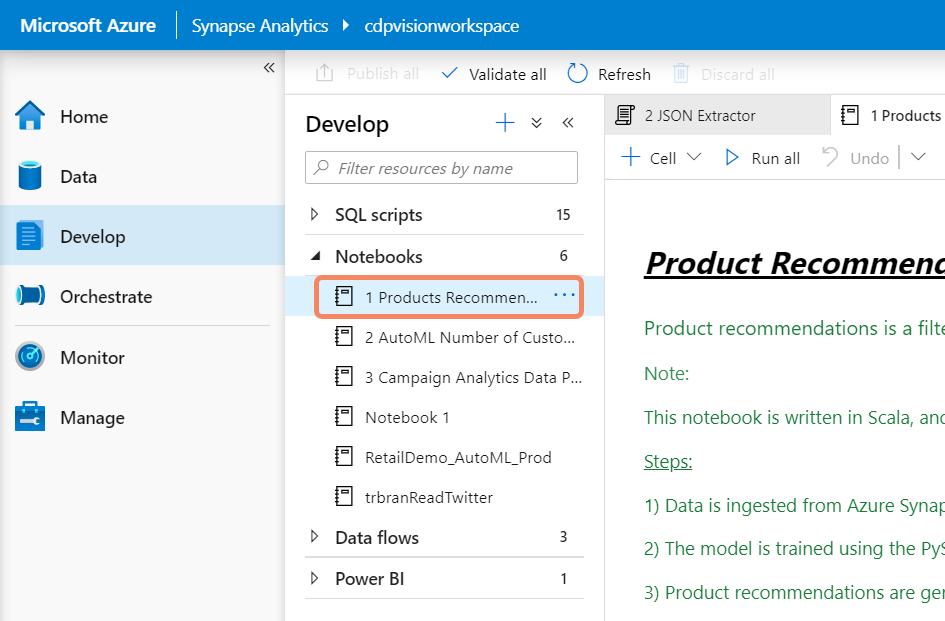 Microsoft Azure
Synapse Analytics
cdpvisionworkspace
Home
Data
Develop
Orchestrate
Monitor
Manage
Publish all
Validate all
Refresh
Discard all
Develop
Filter resources by name
SQL scripts 15
Notebooks 6
1 Products Recommen...
2 AutoML Number of Custo...
3 Campaign Analytics Data P...
Notebook 1
RetailDemo_AutoML_Prod
trbranReadTwitter
Data flows 3
Power BI 1
2 JSON Extractor
1 Products
Cell
Run all
Undo
Product Recommend
Product recommendations is a filte
Note:
This notebook is written in Scala, and
Steps:
1) Data is ingested from Azure Synap
2) The model is trained using the PyS
3) Product recommendations are ger